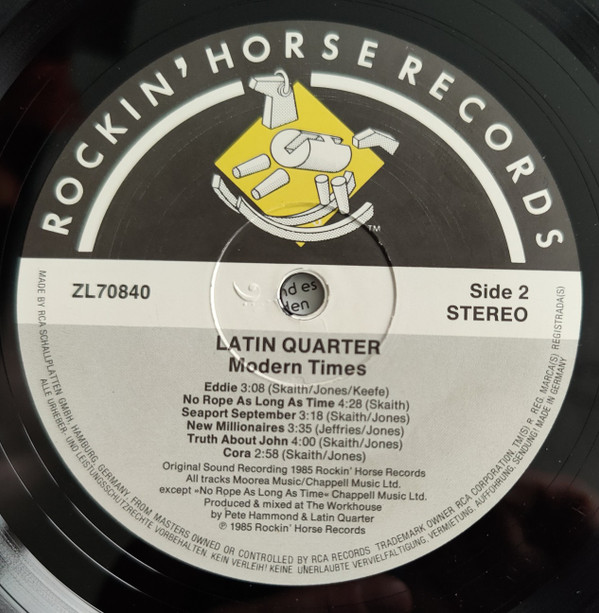 ROCKIN' HORSE RECORDS
TM
ZL70840
Side 2
STEREO
nd es
den
LATIN QUARTER
Modern Times
Eddie 3:08 (Skaith/Jones/Keefe)
No Rope As Long As Time 4:28 (Skaith)
Seaport September 3:18 (Skaith/Jones)
New Millionaires 3:35 (Jeffries/Jones)
Truth About John 4:00 (Skaith/Jones)
Cora 2:58 (Skaith/Jones)
Original Sound Recording 1985 Rockin' Horse Records
All tracks Moorea Music/Chappell Music Ltd.
except «No Rope As Long As Time» Chappell Music Ltd.
Produced & mixed at The Workhouse
by Pete Hammond & Latin Quarter
℗ 1985 Rockin' Horse Records
MADE BY RCA SCHALLPLATTEN GMBH, HAMBURG, GERMANY, FROM MASTERS OWNED OR CONTROLLED BY RCA RECORDS TRADEMARK OWNER RCA CORPORATION, TM(S) R. REG. MARCA(S) REGISTRADA(S)
ALLE URHEBER- UND LEISTUNGSSCHUTZRECHTE VORBEHALTEN. KEIN VERLEIH! KEINE UNERLAUBTE VERVIELFALTIGUNG, VERMIETUNG, AUFFÜHRUNG, SENDUNG! MADE IN GERMANY